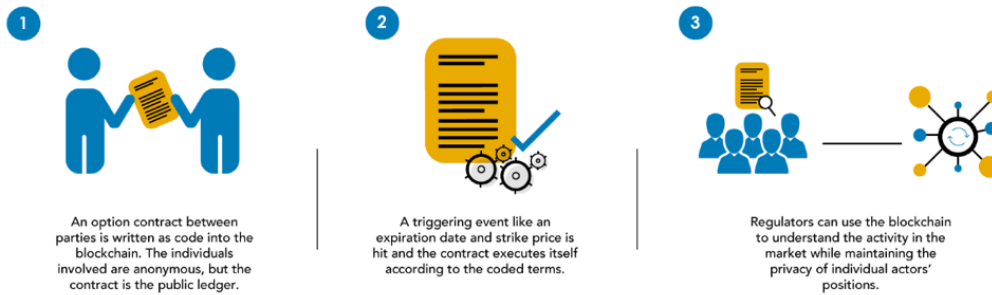 1
An option contract between
parties is written as code into the
blockchain. The individuals
involved are anonymous, but the
contract is the public ledger.
2
A triggering event like an
expiration date and strike price is
hit and the contract executes itself
according to the coded terms.
3
Regulators can use the blockchain
to understand the activity in the
market while maintaining the
privacy of individual actors'
positions.